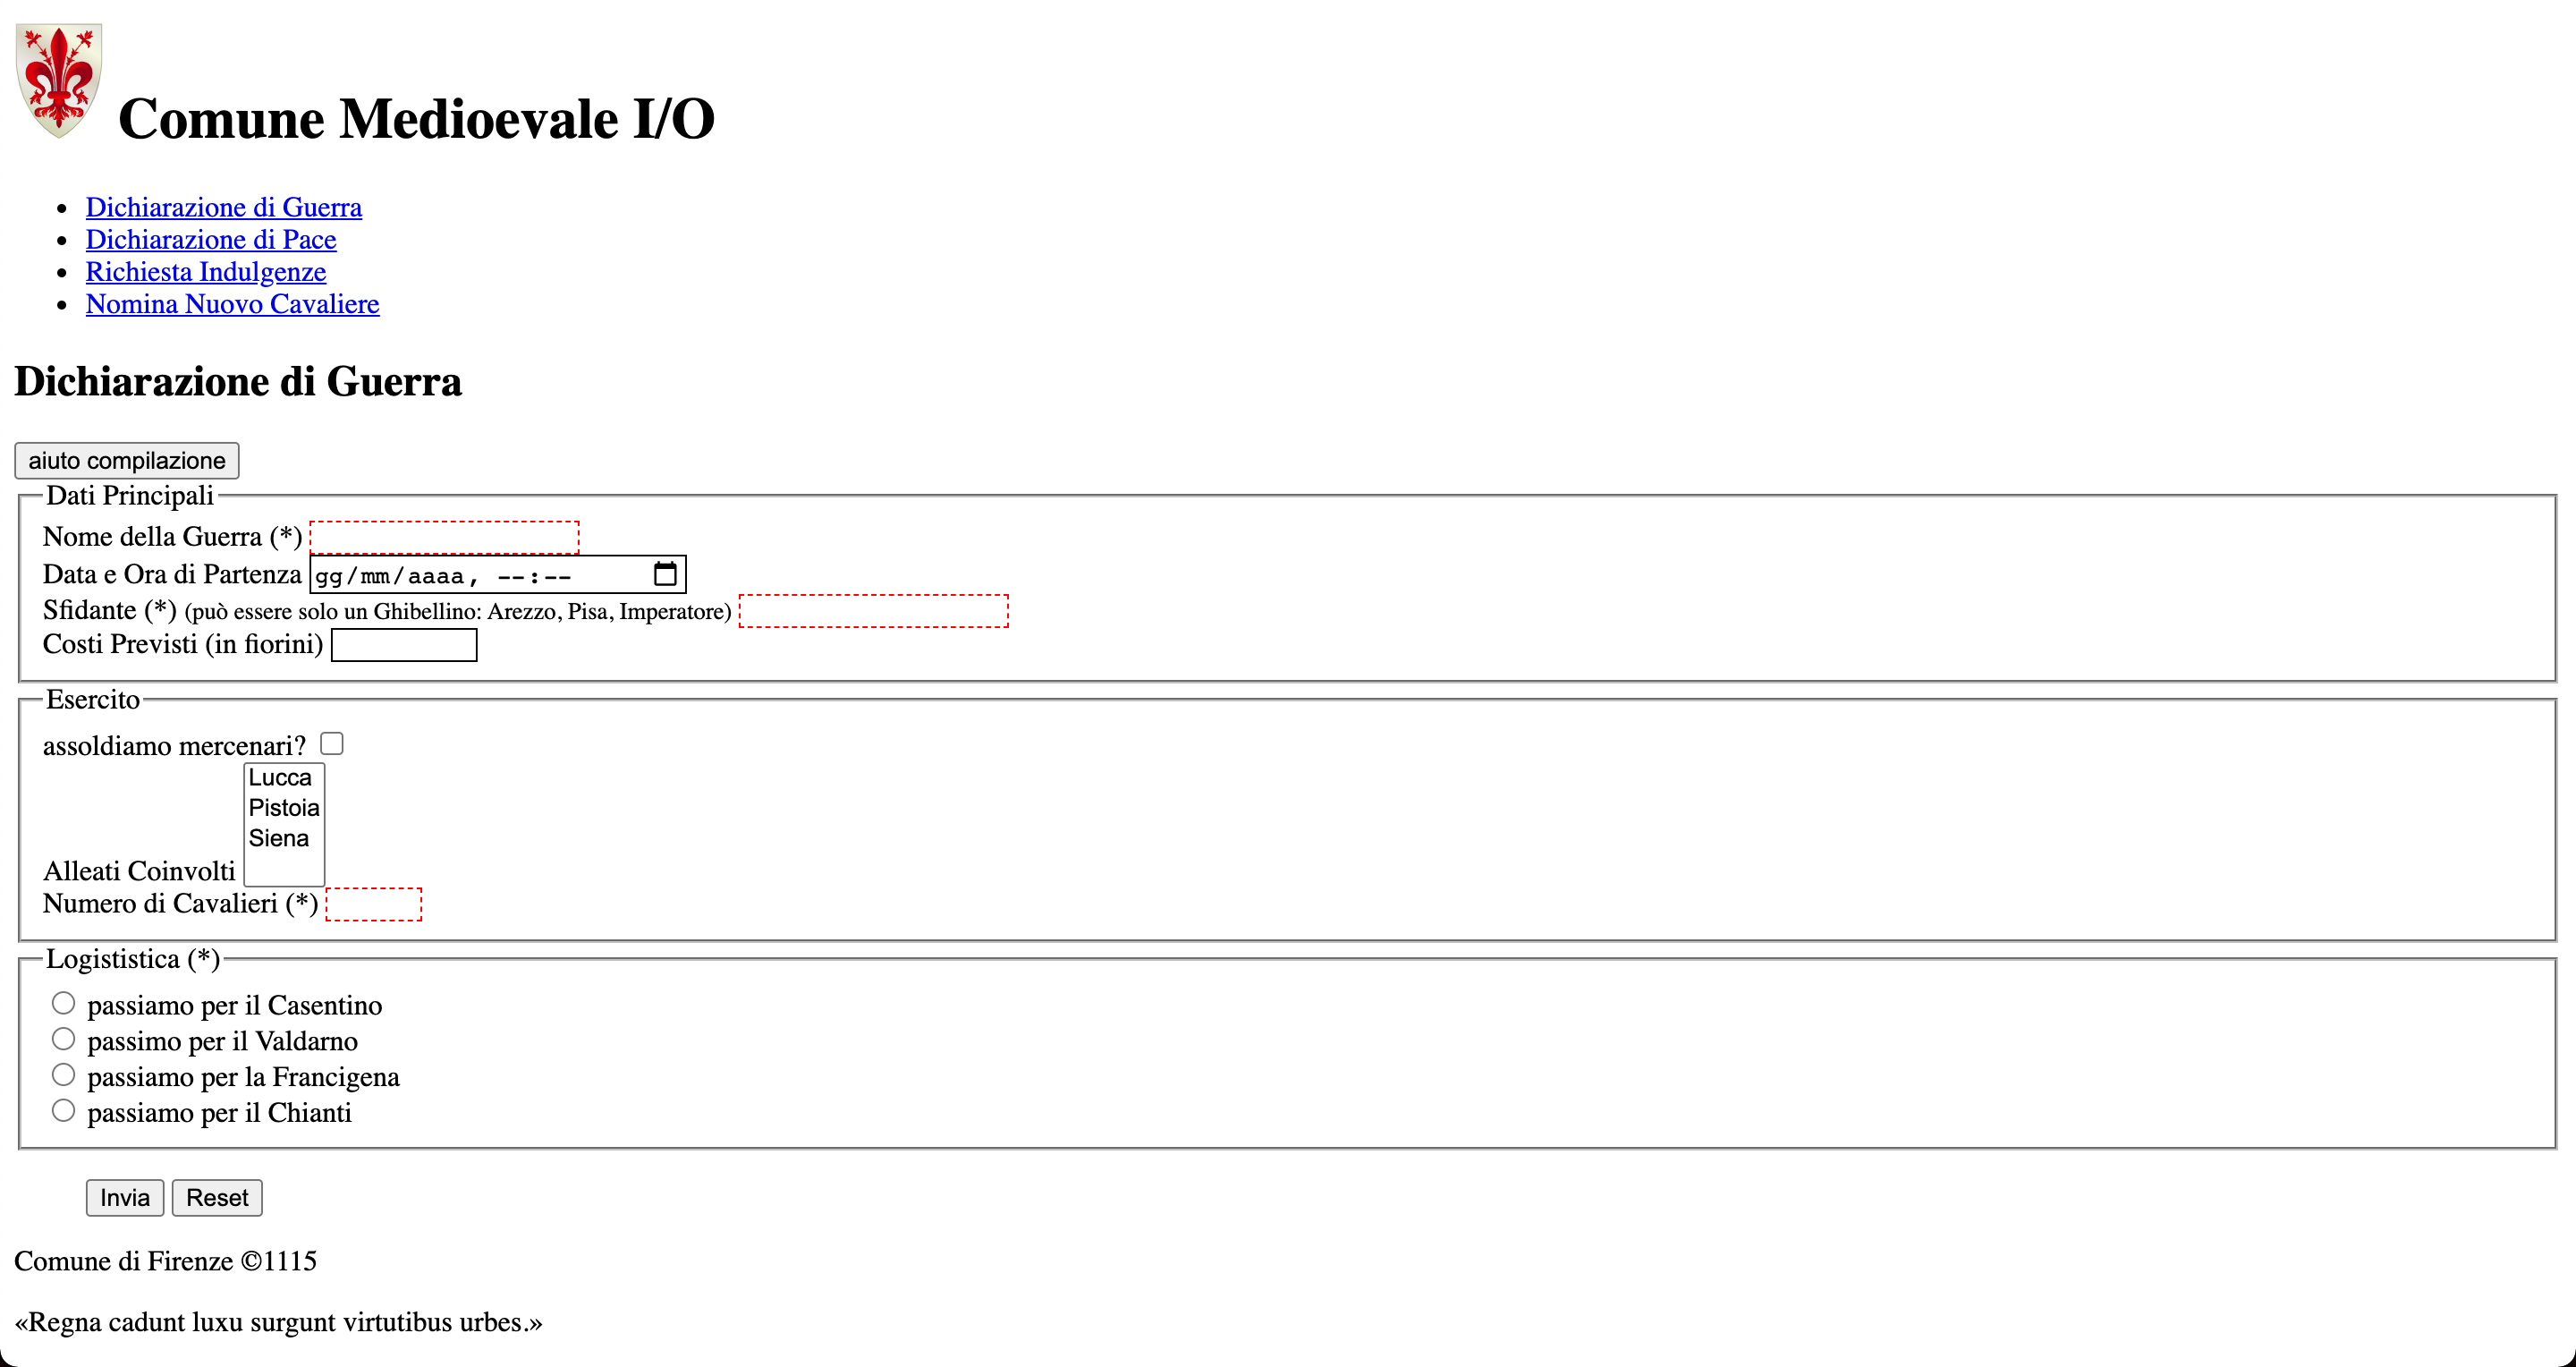 Comune Medioevale I/O
Dichiarazione di Guerra
Dichiarazione di Pace
Richiesta Indulgenze
Nomina Nuovo Cavaliere
Dichiarazione di Guerra
aiuto compilazione
Dati Principali
Nome della Guerra (*)
Data e Ora di Partenza gg/mm/aaaa, --:--
Sfidante (*) (può essere solo un Ghibellino: Arezzo, Pisa, Imperatore)
Costi Previsti (in fiorini)
Esercito
assoldiamo mercenari?
Lucca
Pistoia
Siena
Alleati Coinvolti
Numero di Cavalieri (*)
Logististica (*)
passiamo per il Casentino
passimo per il Valdarno
passiamo per la Francigena
passiamo per il Chianti
Invia Reset
Comune di Firenze ©1115
«Regna cadunt luxu surgunt virtutibus urbes.»